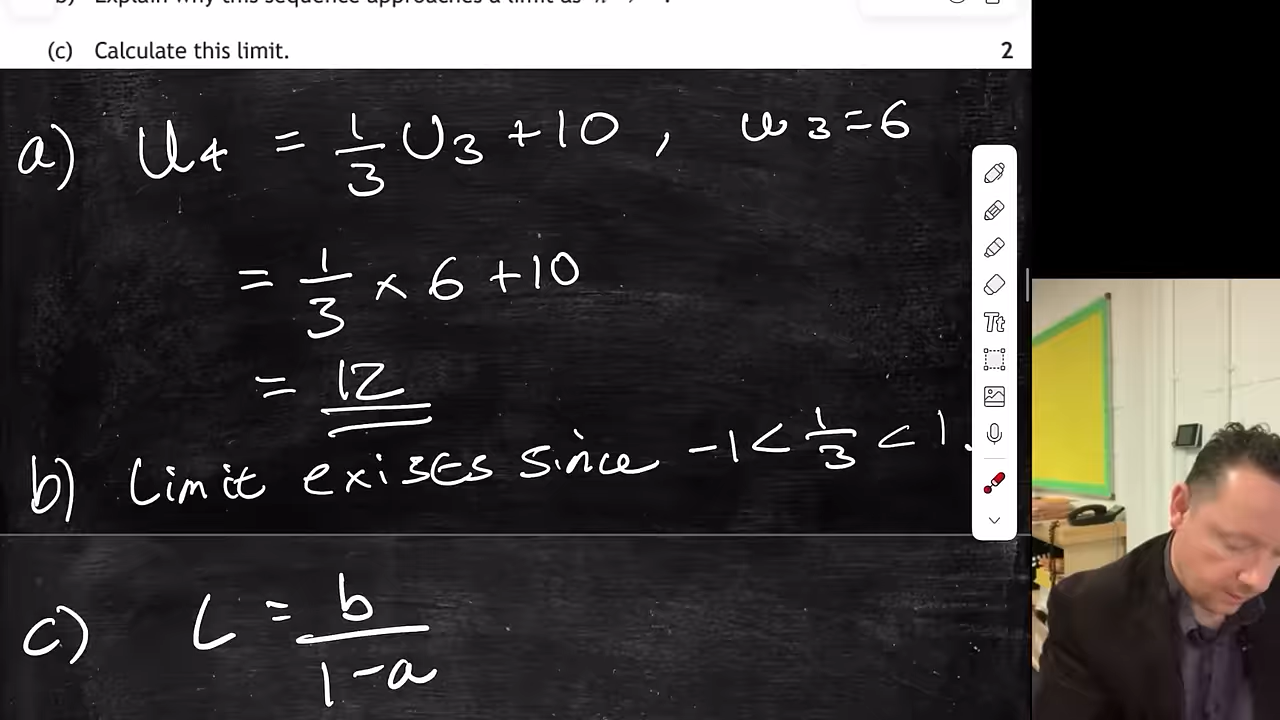 (c) Calculate this limit. 2
a) U4 = 1/3 U3 + 10 , u3 = 6
= 1/3 × 6 + 10
= 12
b) Limit exists since -1 < 1/3 < 1.
c) L = b/1-a
Tt